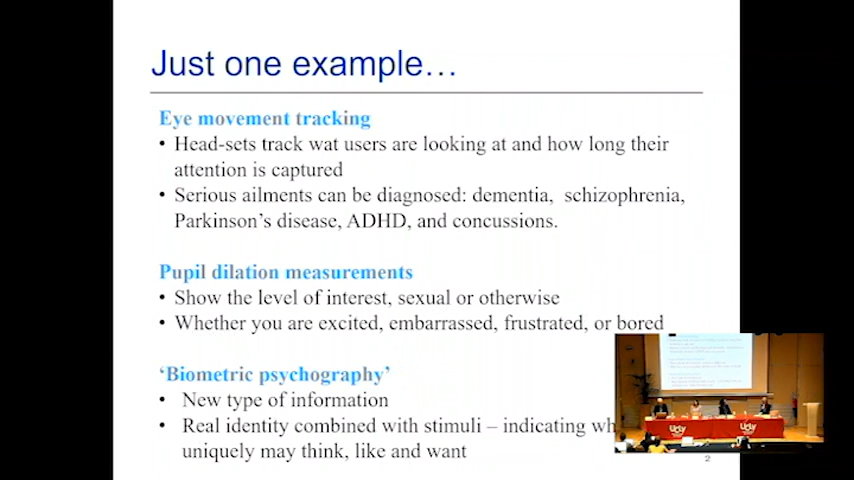 Just one example…
Eye movement tracking
• Head-sets track wat users are looking at and how long their
attention is captured
• Serious ailments can be diagnosed: dementia, schizophrenia,
Parkinson's disease, ADHD, and concussions.
Pupil dilation measurements
• Show the level of interest, sexual or otherwise
• Whether you are excited, embarrassed, frustrated, or bored
'Biometric psychography'
• New type of information
• Real identity combined with stimuli – indicating
uniquely may think, like and want
2